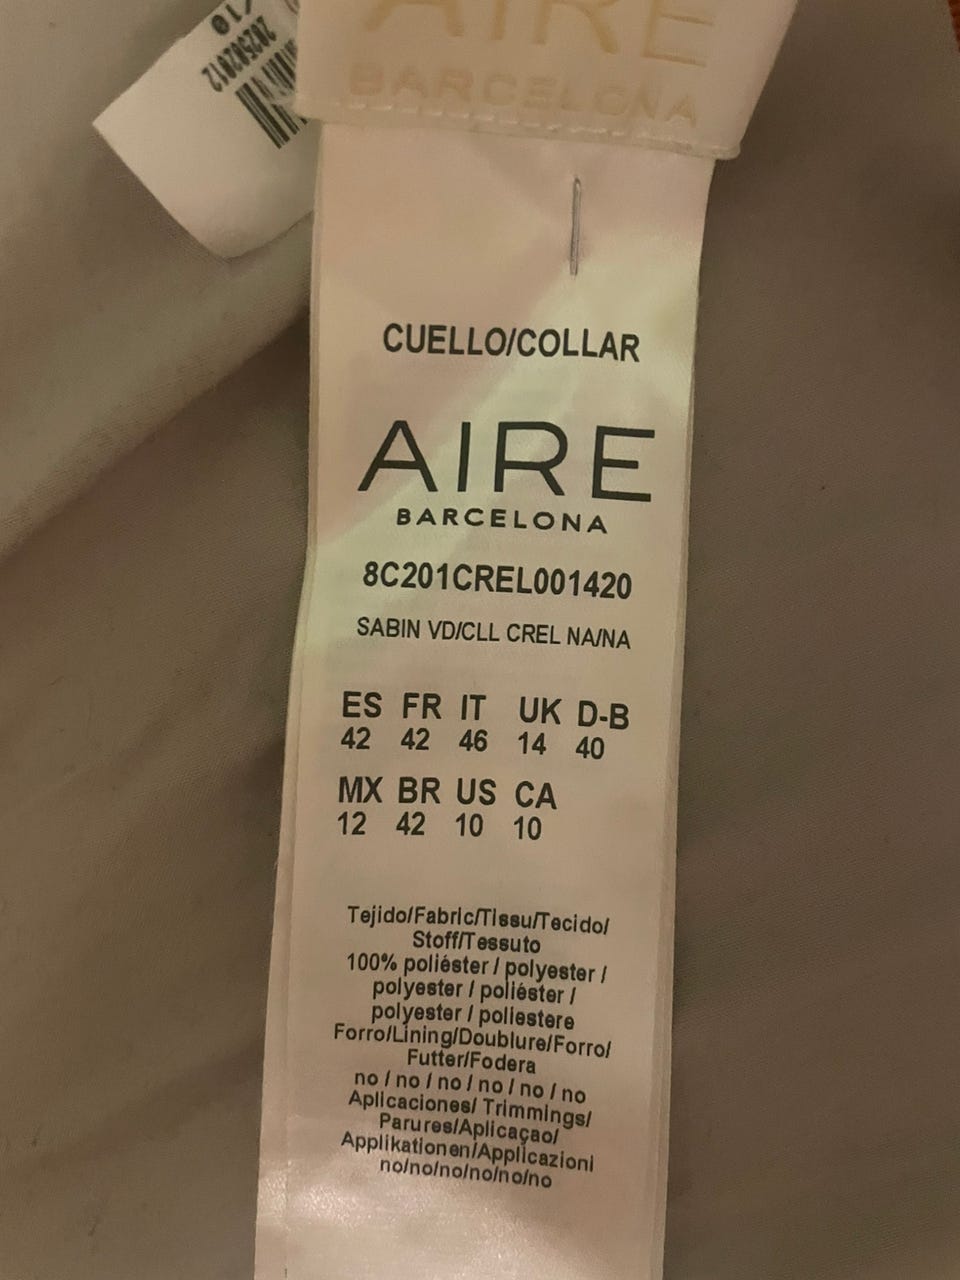 /10
202502012
AIRE
BARCELONA
CUELLO/COLLAR
AIRE
BARCELONA
8C201CREL001420
SABIN VD/CLL CREL NA/NA
ES FR IT UK D-B
42 42 46 14 40
MX BR US CA
12 42 10 10
Tejido/Fabric/Tissu/Tecido/
Stoff/Tessuto
100% poliéster / polyester /
polyester / poliéster /
polyester / poliestere
Forro/Lining/Doublure/Forro/
Futter/Fodera
no / no / no / no / no / no
Aplicaciones/ Trimmings/
Parures/Aplicaçao/
Applikationen/Applicazioni
no/no/no/no/no/no